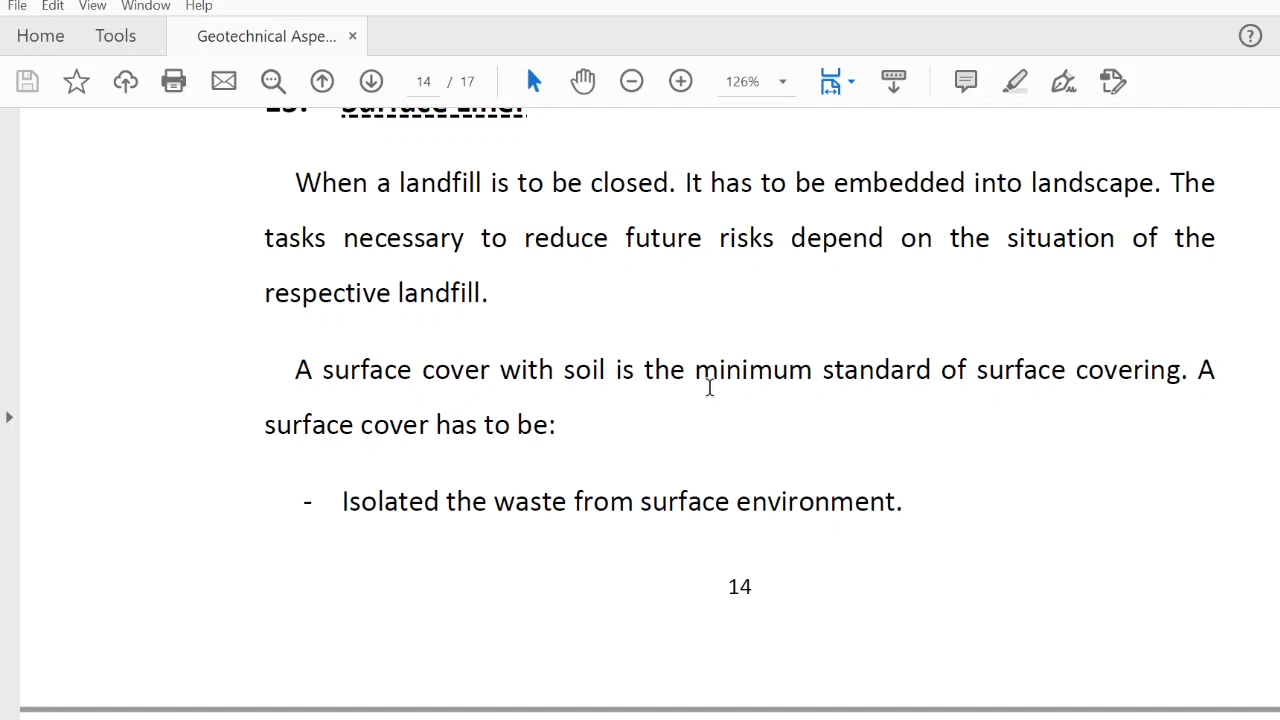 File Edit View Window Help
Home Tools Geotechnical Aspe... ×
14 / 17 126%
When a landfill is to be closed. It has to be embedded into landscape. The
tasks necessary to reduce future risks depend on the situation of the
respective landfill.
A surface cover with soil is the minimum standard of surface covering. A
surface cover has to be:
- Isolated the waste from surface environment.
14